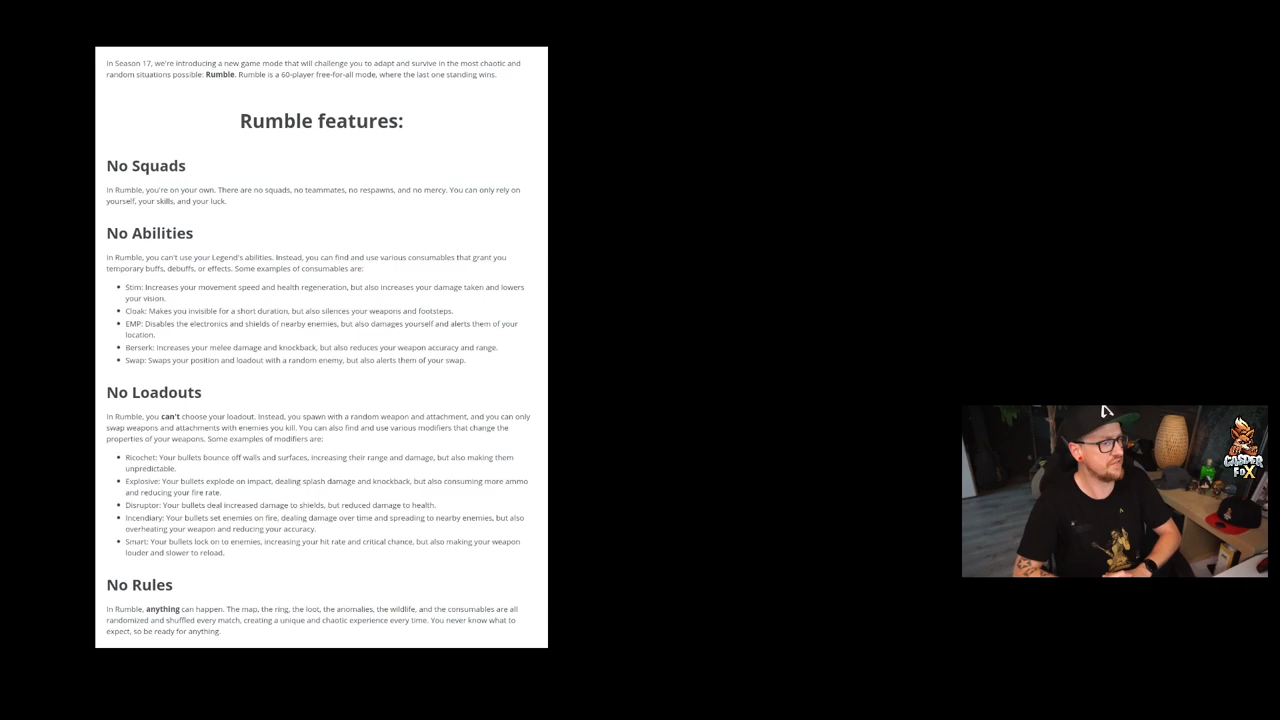 In Season 17, we're introducing a new game mode that will challenge you to adapt and survive in the most chaotic and
random situations possible: Rumble. Rumble is a 60-player free-for-all mode, where the last one standing wins.
Rumble features:
No Squads
In Rumble, you're on your own. There are no squads, no teammates, no respawns, and no mercy. You can only rely on
yourself, your skills, and your luck.
No Abilities
In Rumble, you can't use your Legend's abilities. Instead, you can find and use various consumables that grant you
temporary buffs, debuffs, or effects. Some examples of consumables are:
• Stim: Increases your movement speed and health regeneration, but also increases your damage taken and lowers
your vision.
• Cloak: Makes you invisible for a short duration, but also silences your weapons and footsteps.
• EMP: Disables the electronics and shields of nearby enemies, but also damages yourself and alerts them of your
location.
• Berserk: Increases your melee damage and knockback, but also reduces your weapon accuracy and range.
• Swap: Swaps your position and loadout with a random enemy, but also alerts them of your swap.
No Loadouts
In Rumble, you can't choose your loadout. Instead, you spawn with a random weapon and attachment, and you can only
swap weapons and attachments with enemies you kill. You can also find and use various modifiers that change the
properties of your weapons. Some examples of modifiers are:
• Ricochet: Your bullets bounce off walls and surfaces, increasing their range and damage, but also making them
unpredictable.
• Explosive: Your bullets explode on impact, dealing splash damage and knockback, but also consuming more ammo
and reducing your fire rate.
• Disruptor: Your bullets deal increased damage to shields, but reduced damage to health.
• Incendiary: Your bullets set enemies on fire, dealing damage over time and spreading to nearby enemies, but also
overheating your weapon and reducing your accuracy.
• Smart: Your bullets lock on to enemies, increasing your hit rate and critical chance, but also making your weapon
louder and slower to reload.
No Rules
In Rumble, anything can happen. The map, the ring, the loot, the anomalies, the wildlife, and the consumables are all
randomized and shuffled every match, creating a unique and chaotic experience every time. You never know what to
expect, so be ready for anything.